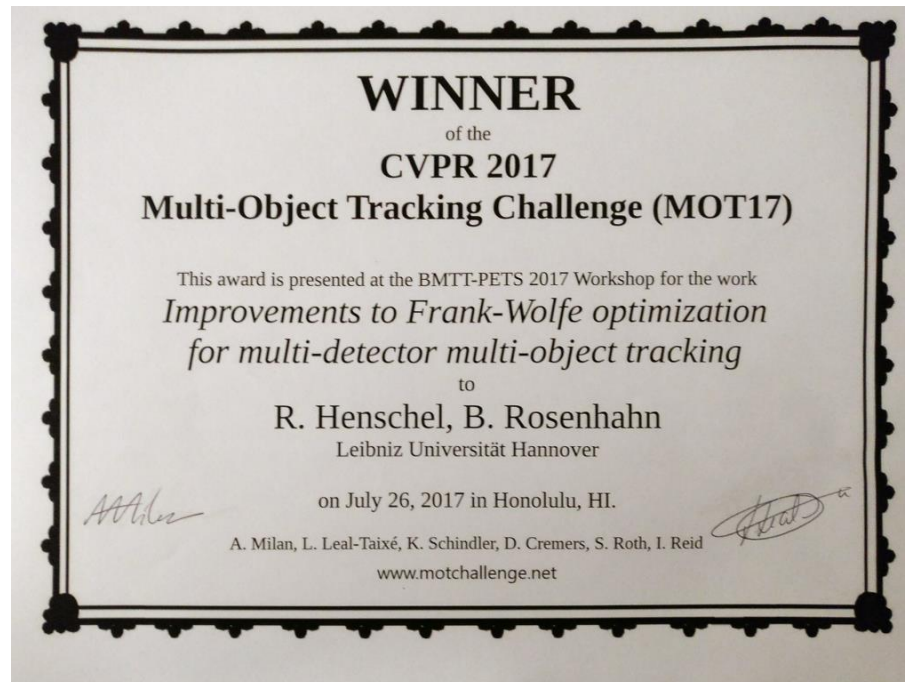 WINNER
of the
CVPR 2017
Multi-Object Tracking Challenge (MOT17)
This award is presented at the BMTT-PETS 2017 Workshop for the work
Improvements to Frank-Wolfe optimization
for multi-detector multi-object tracking
to
R. Henschel, B. Rosenhahn
Leibniz Universität Hannover
on July 26, 2017 in Honolulu, HI.
A. Milan, L. Leal-Taixé, K. Schindler, D. Cremers, S. Roth, I. Reid
www.motchallenge.net